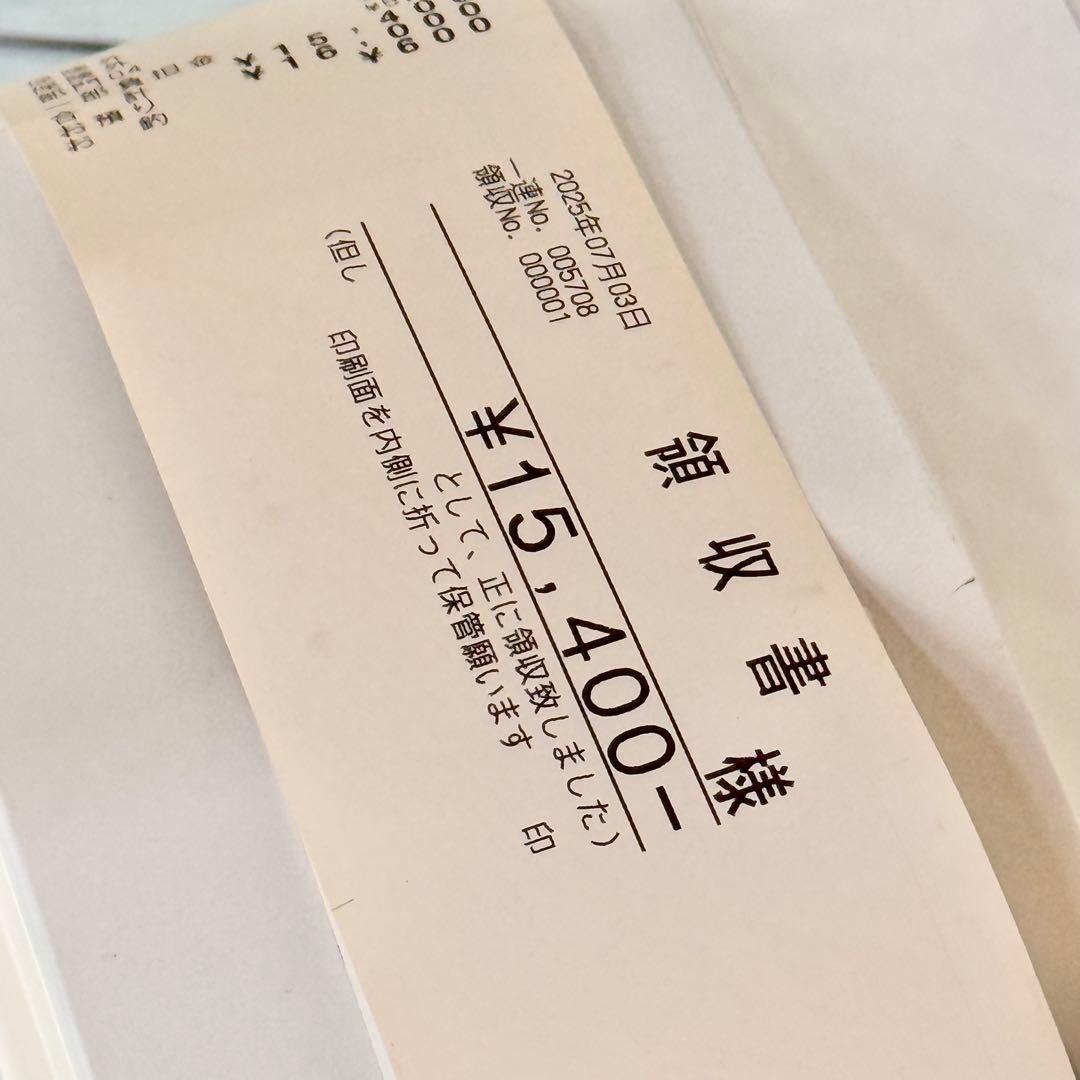 領収書
様
2025年07月03日
一連No. 005708
領収No. 000001
¥15,400-
(但し
として、正に領収致しました)
印刷面を内側に折って保管願います
印